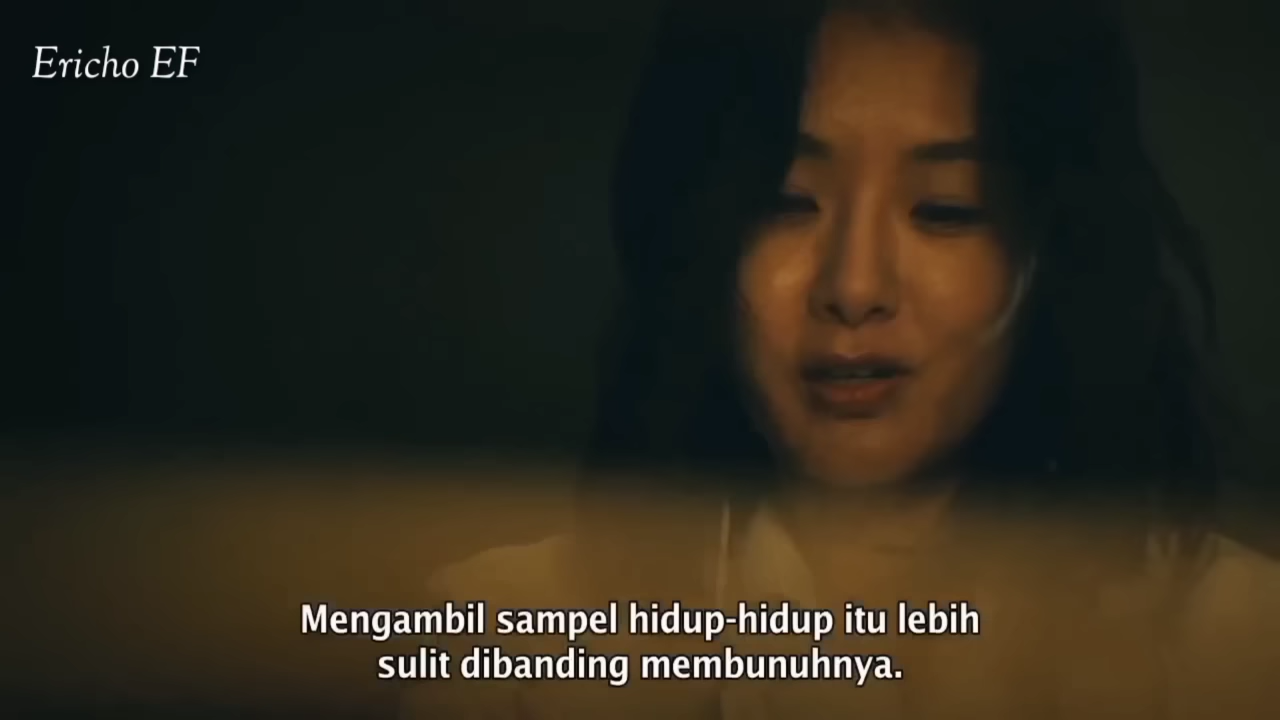 Ericho EF
Mengambil sampel hidup-hidup itu lebih
sulit dibanding membunuhnya.